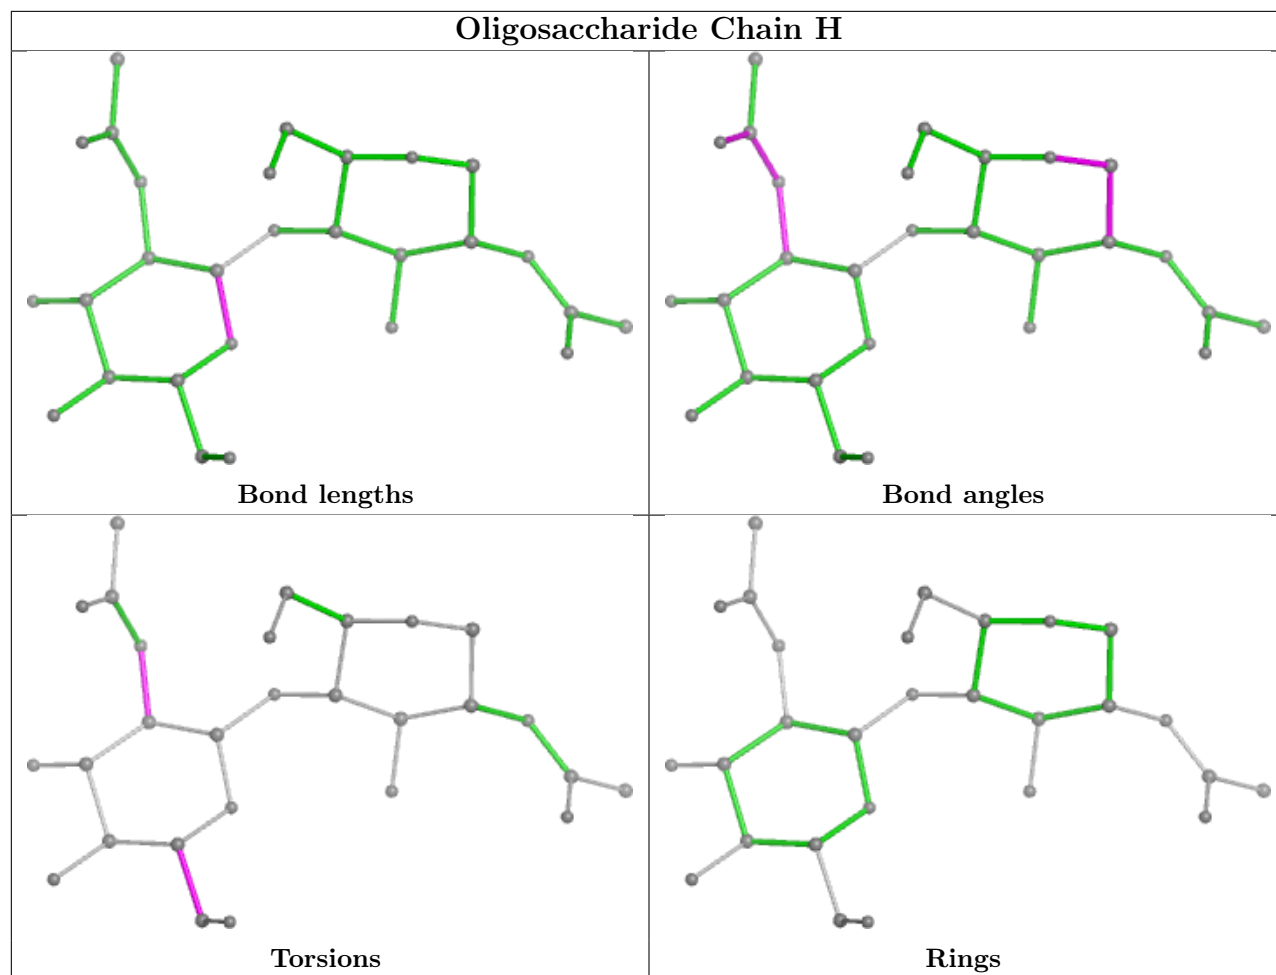 Oligosaccharide Chain H
Bond lengths
Bond angles
Torsions
Rings